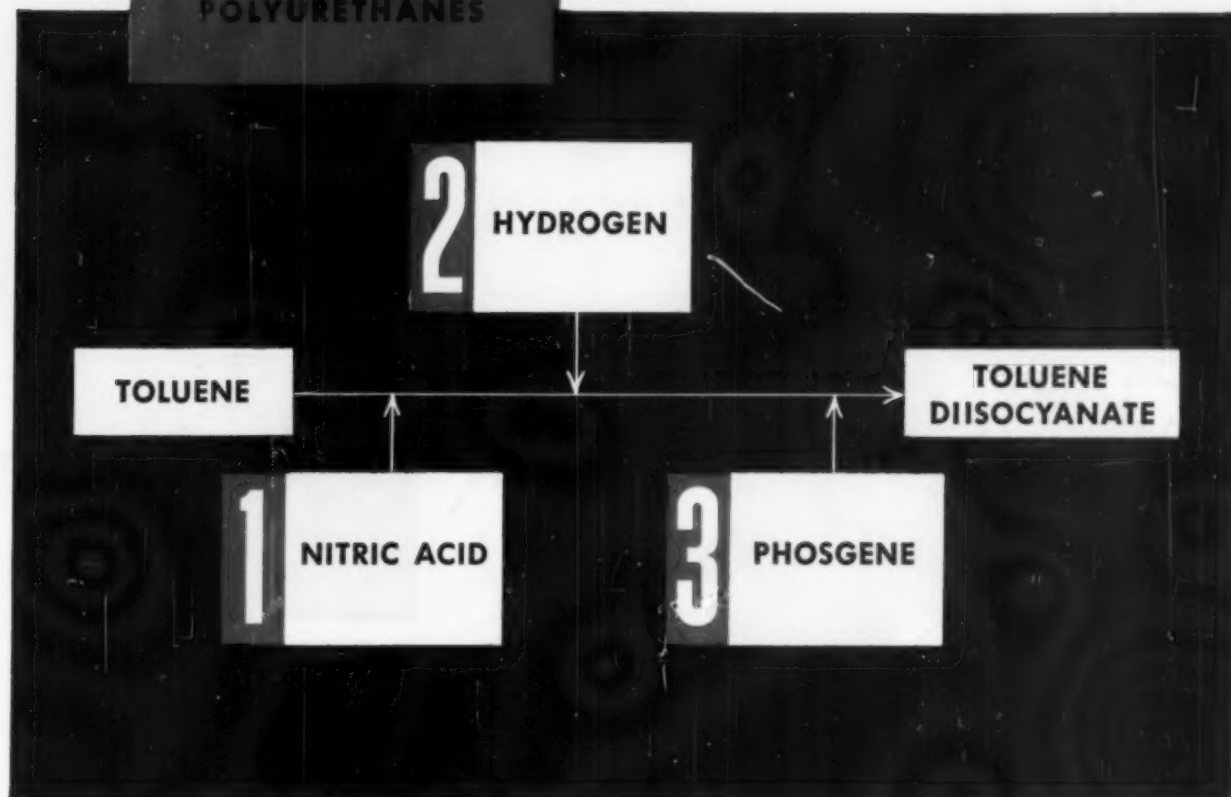 POLYURETHANES
2
HYDROGEN
TOLUENE
TOLUENE
DIISOCYANATE
1
NITRIC ACID
3
PHOSGENE